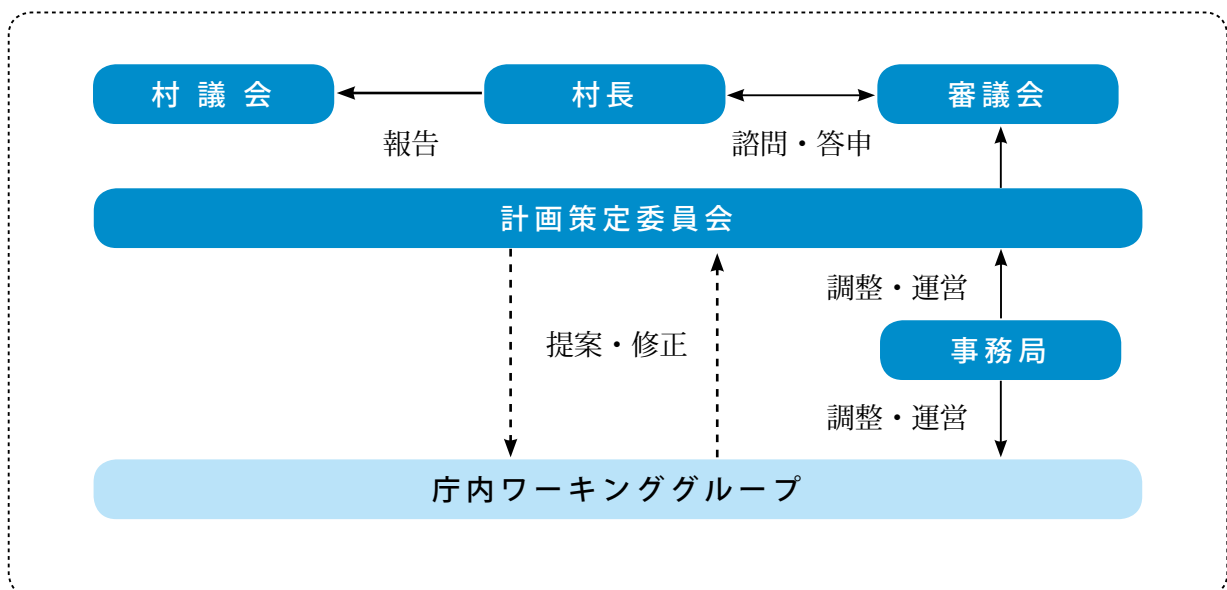 村 議 会
村長
審議会
報告
諮問・答申
計画策定委員会
調整・運営
提案・修正
事務局
調整・運営
庁内ワーキンググループ